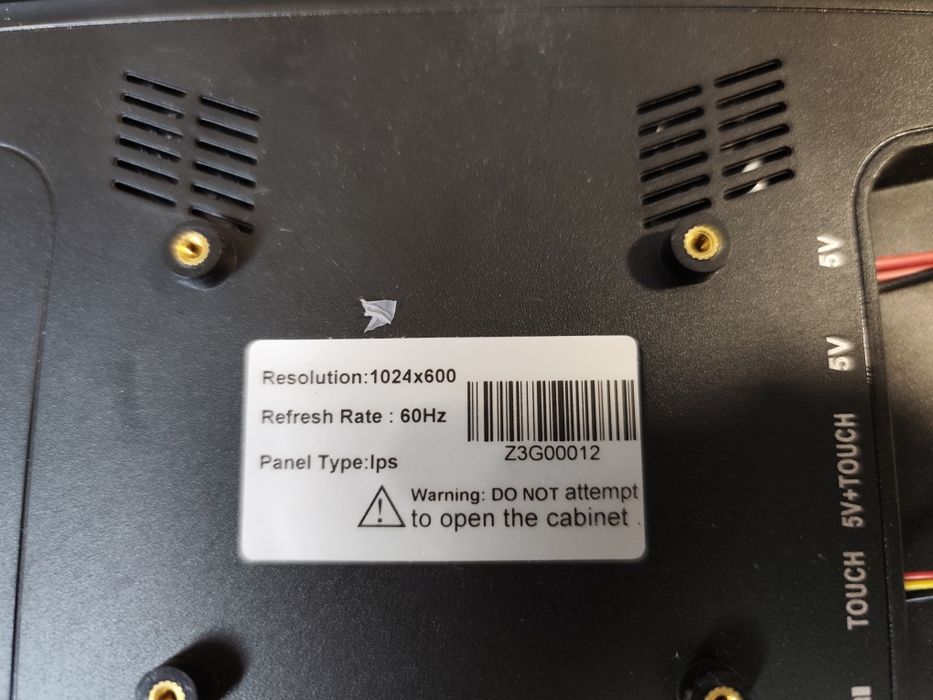 Resolution:1024x600
Refresh Rate : 60Hz
Z3G00012
Panel Type:Ips
Warning: DO NOT attempt
to open the cabinet .
5V
5V
5V+TOUCH
TOUCH